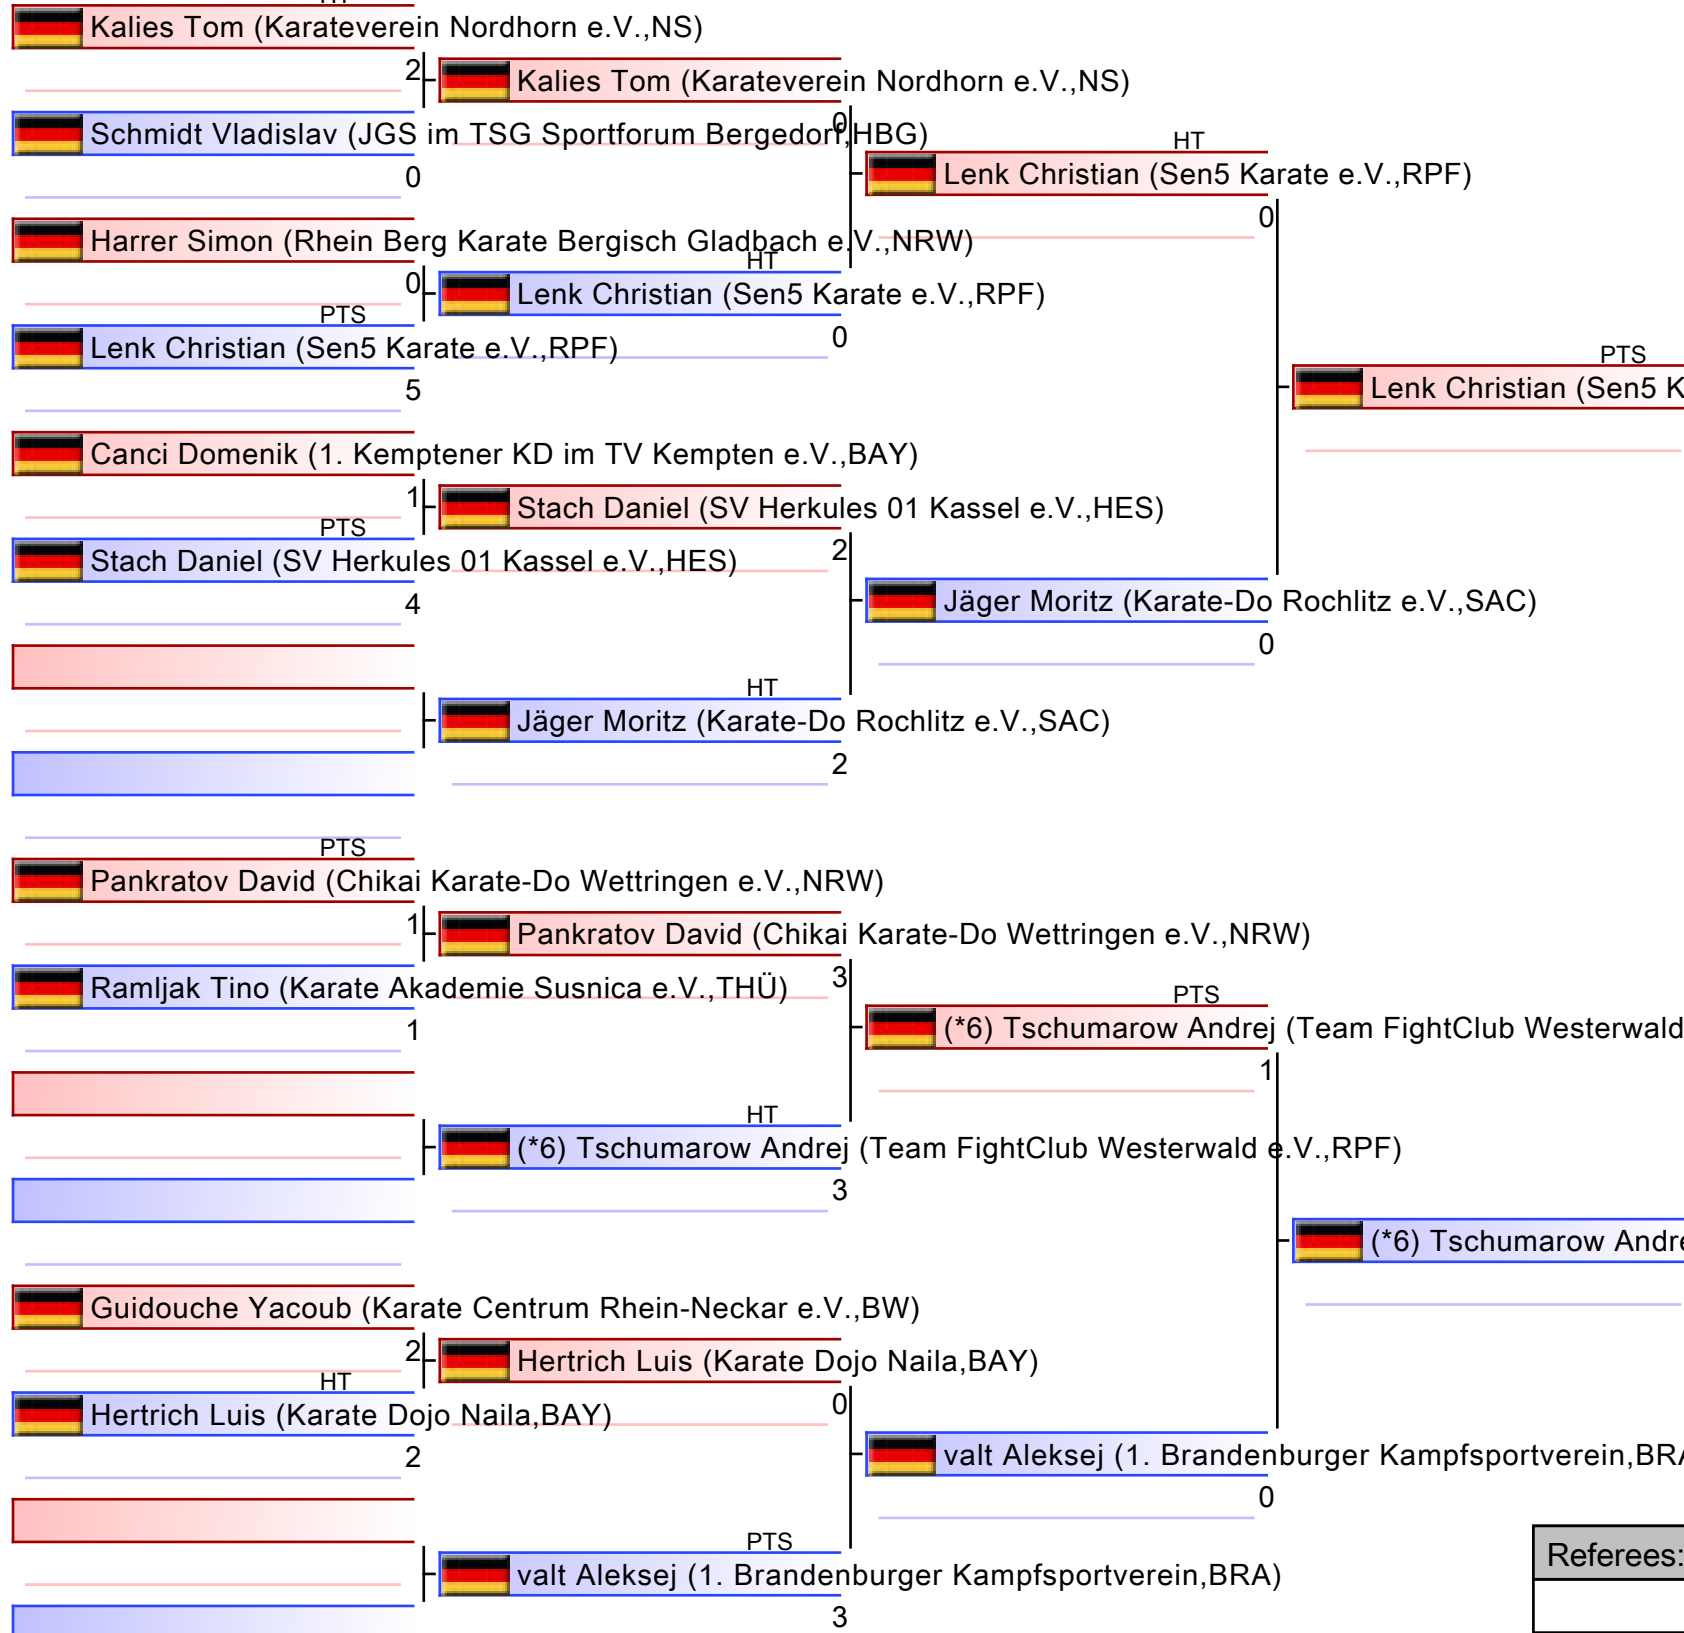 Kalies Tom (Karateverein Nordhorn e.V.,NS)
2
Kalies Tom (Karateverein Nordhorn e.V.,NS)
0
Schmidt Vladislav (JGS im TSG Sportforum Bergedorf,HBG)
0
HT
Lenk Christian (Sen5 Karate e.V.,RPF)
0
Harrer Simon (Rhein Berg Karate Bergisch Gladbach e.V.,NRW)
0
HT
Lenk Christian (Sen5 Karate e.V.,RPF)
0
PTS
Lenk Christian (Sen5 Karate e.V.,RPF)
5
PTS
Lenk Christian (Sen5 K
Canci Domenik (1. Kemptener KD im TV Kempten e.V.,BAY)
1
Stach Daniel (SV Herkules 01 Kassel e.V.,HES)
2
PTS
Stach Daniel (SV Herkules 01 Kassel e.V.,HES)
4
Jäger Moritz (Karate-Do Rochlitz e.V.,SAC)
0
HT
Jäger Moritz (Karate-Do Rochlitz e.V.,SAC)
2
PTS
Pankratov David (Chikai Karate-Do Wettringen e.V.,NRW)
1
Pankratov David (Chikai Karate-Do Wettringen e.V.,NRW)
3
Ramljak Tino (Karate Akademie Susnica e.V.,THÜ)
1
PTS
(*6) Tschumarow Andrej (Team FightClub Westerwald
1
HT
(*6) Tschumarow Andrej (Team FightClub Westerwald e.V.,RPF)
3
(*6) Tschumarow Andre
Guidouche Yacoub (Karate Centrum Rhein-Neckar e.V.,BW)
2
Hertrich Luis (Karate Dojo Naila,BAY)
0
HT
Hertrich Luis (Karate Dojo Naila,BAY)
2
valt Aleksej (1. Brandenburger Kampfsportverein,BRA
0
PTS
valt Aleksej (1. Brandenburger Kampfsportverein,BRA)
3
Referees: